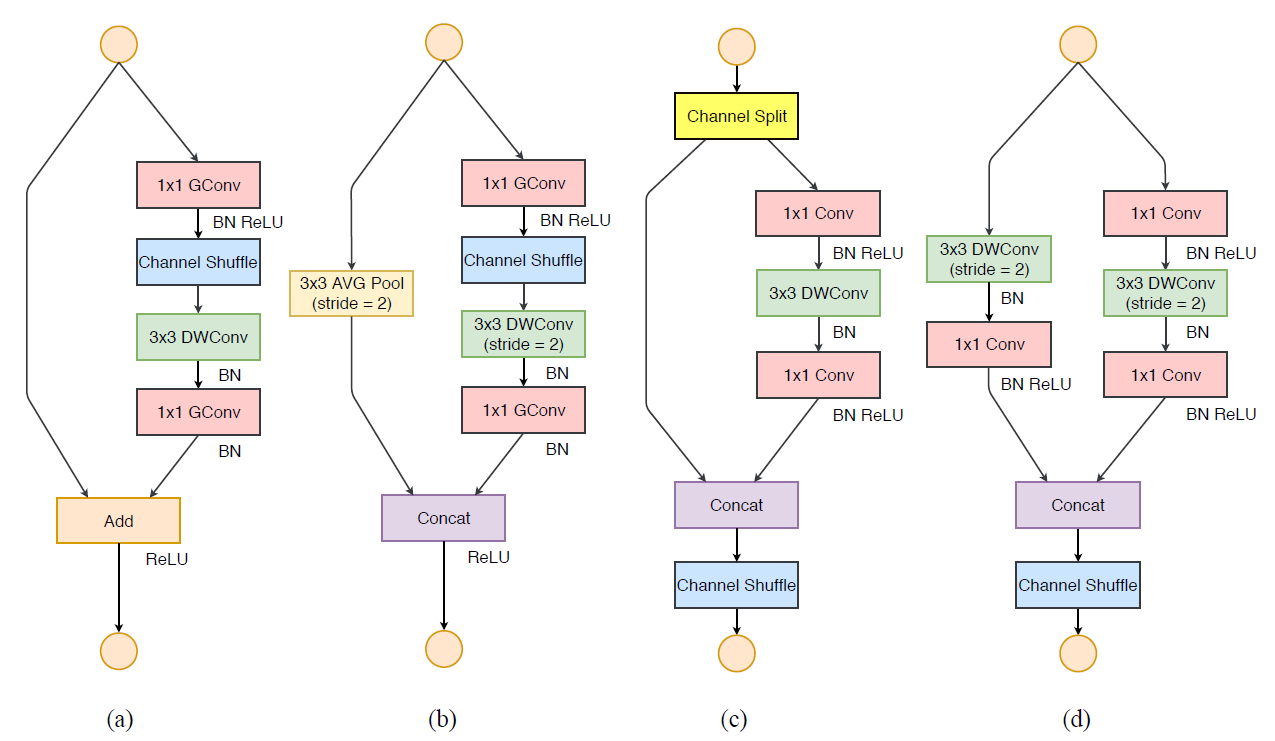 1x1 GConv
BN ReLU
Channel Shuffle
3x3 DWConv
BN
1x1 GConv
BN
Add
ReLU
(a)
1x1 GConv
BN ReLU
Channel Shuffle
3x3 AVG Pool
(stride = 2)
3x3 DWConv
(stride = 2)
BN
1x1 GConv
BN
Concat
ReLU
(b)
Channel Split
1x1 Conv
BN ReLU
3x3 DWConv
BN
1x1 Conv
BN ReLU
Concat
Channel Shuffle
(c)
3x3 DWConv
(stride = 2)
BN
1x1 Conv
BN ReLU
1x1 Conv
BN ReLU
3x3 DWConv
(stride = 2)
BN
1x1 Conv
BN ReLU
Concat
Channel Shuffle
(d)